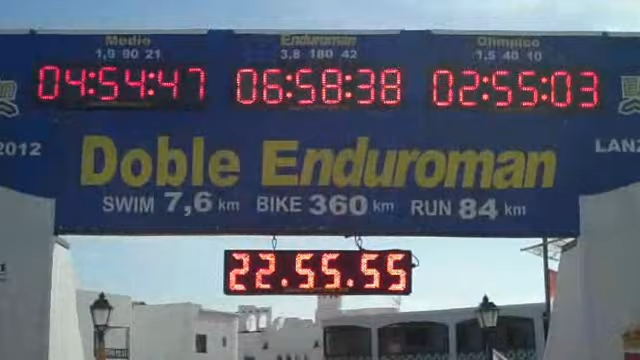 Medio Enduroman Olimpico
1,9 90 21 3,8 180 42 1,5 40 10
04:54:47 06:58:38 02:55:03
2012 Doble Enduroman LANZ
SWIM 7,6 km BIKE 360 km RUN 84 km
22.55.55